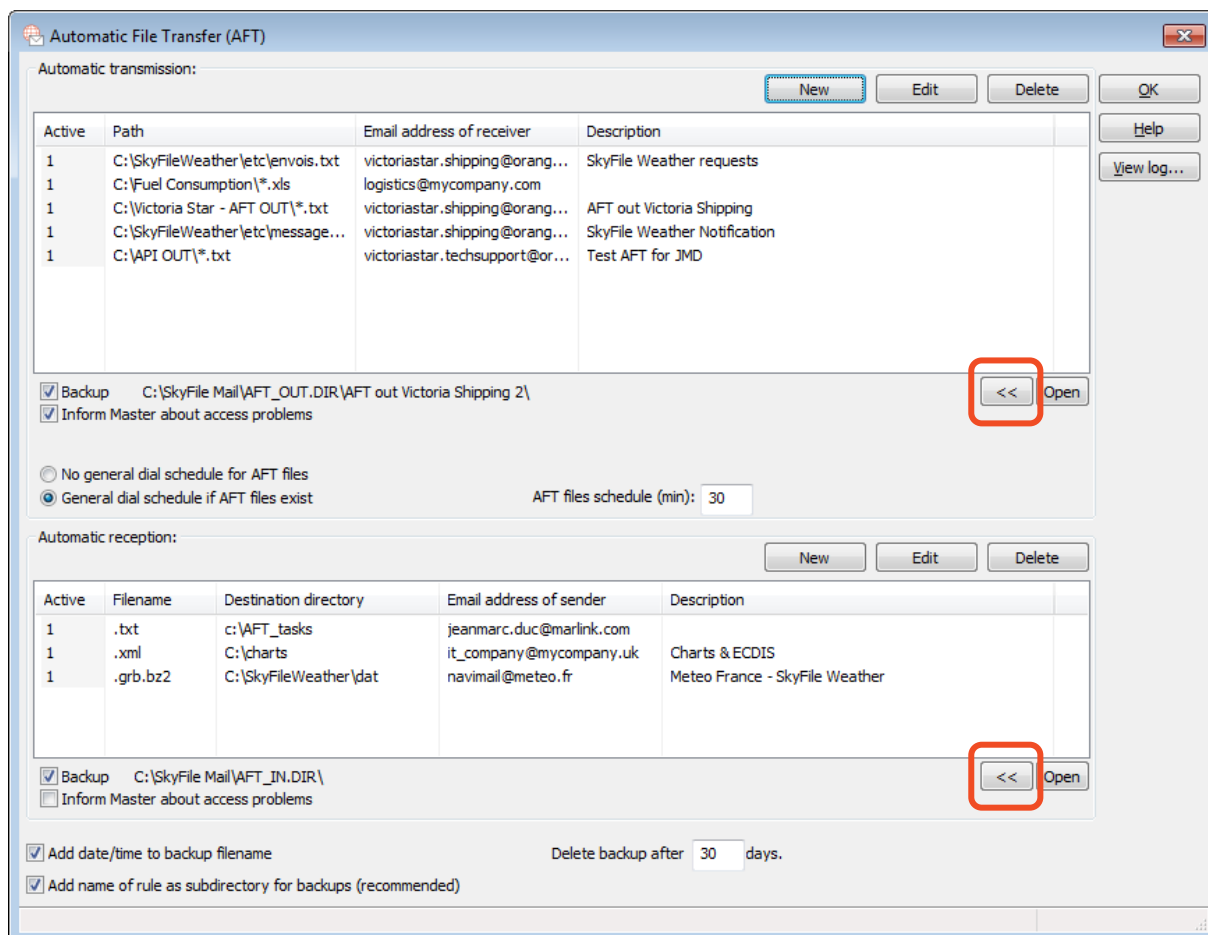 Automatic File Transfer (AFT)
Automatic transmission:
New Edit Delete OK
Help
View log...
Active Path Email address of receiver Description
1 C:\SkyFileWeather\etc\envois.txt victoriastar.shipping@orang... SkyFile Weather requests
1 C:\Fuel Consumption\*.xls logistics@mycompany.com
1 C:\Victoria Star - AFT OUT\*.txt victoriastar.shipping@orang... AFT out Victoria Shipping
1 C:\SkyFileWeather\etc\message... victoriastar.shipping@orang... SkyFile Weather Notification
1 C:\API OUT\*.txt victoriastar.techsupport@or... Test AFT for JMD
Backup C:\SkyFile Mail\AFT_OUT.DIR\AFT out Victoria Shipping 2\ << Open
Inform Master about access problems
No general dial schedule for AFT files
General dial schedule if AFT files exist AFT files schedule (min): 30
Automatic reception:
New Edit Delete
Active Filename Destination directory Email address of sender Description
1 .txt c:\AFT_tasks jeanmarc.duc@marlink.com
1 .xml C:\charts it_company@mycompany.uk Charts & ECDIS
1 .grb.bz2 C:\SkyFileWeather\dat navimail@meteo.fr Meteo France - SkyFile Weather
Backup C:\SkyFile Mail\AFT_IN.DIR\ << Open
Inform Master about access problems
Add date/time to backup filename Delete backup after 30 days.
Add name of rule as subdirectory for backups (recommended)